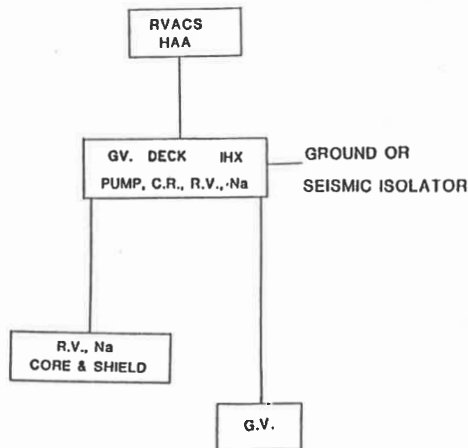 RVACS
HAA
GV. DECK IHX
PUMP, C.R., R.V., Na
GROUND OR
SEISMIC ISOLATOR
R.V., Na
CORE & SHIELD
G.V.